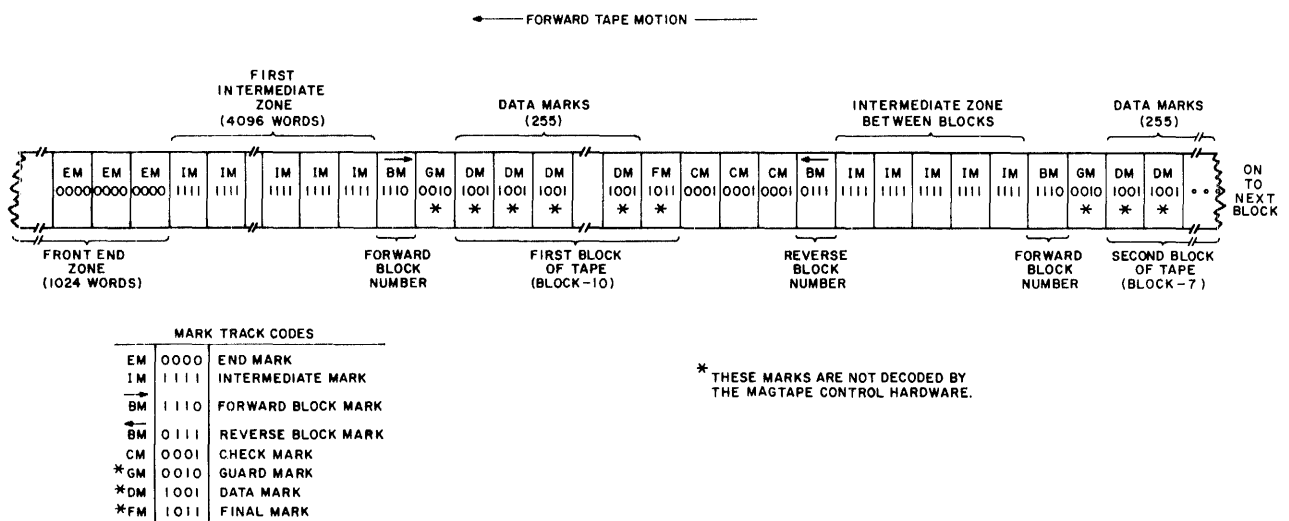 FORWARD TAPE MOTION
FIRST
INTERMEDIATE
ZONE
(4096 WORDS)
DATA MARKS
(255)
INTERMEDIATE ZONE
BETWEEN BLOCKS
DATA MARKS
(255)
EM EM EM IM IM IM IM IM BM GM DM DM DM DM FM CM CM CM BM IM IM IM IM IM BM GM DM DM
0000 0000 0000 1111 1111 1111 1111 1111 1110 0010 1001 1001 1001 1001 1011 0001 0001 0001 0111 1111 1111 1111 1111 1111 1110 0010 1001 1001 ..
* * * * * * * * *
ON
TO
NEXT
BLOCK
FRONT END
ZONE
(1024 WORDS)
FORWARD
BLOCK
NUMBER
FIRST BLOCK
OF TAPE
(BLOCK-10)
REVERSE
BLOCK
NUMBER
FORWARD
BLOCK
NUMBER
SECOND BLOCK
OF TAPE
(BLOCK-7)
MARK TRACK CODES
EM 0000 END MARK
IM 1111 INTERMEDIATE MARK
BM 1110 FORWARD BLOCK MARK
BM 0111 REVERSE BLOCK MARK
CM 0001 CHECK MARK
*GM 0010 GUARD MARK
*DM 1001 DATA MARK
*FM 1011 FINAL MARK
* THESE MARKS ARE NOT DECODED BY
THE MAGTAPE CONTROL HARDWARE.